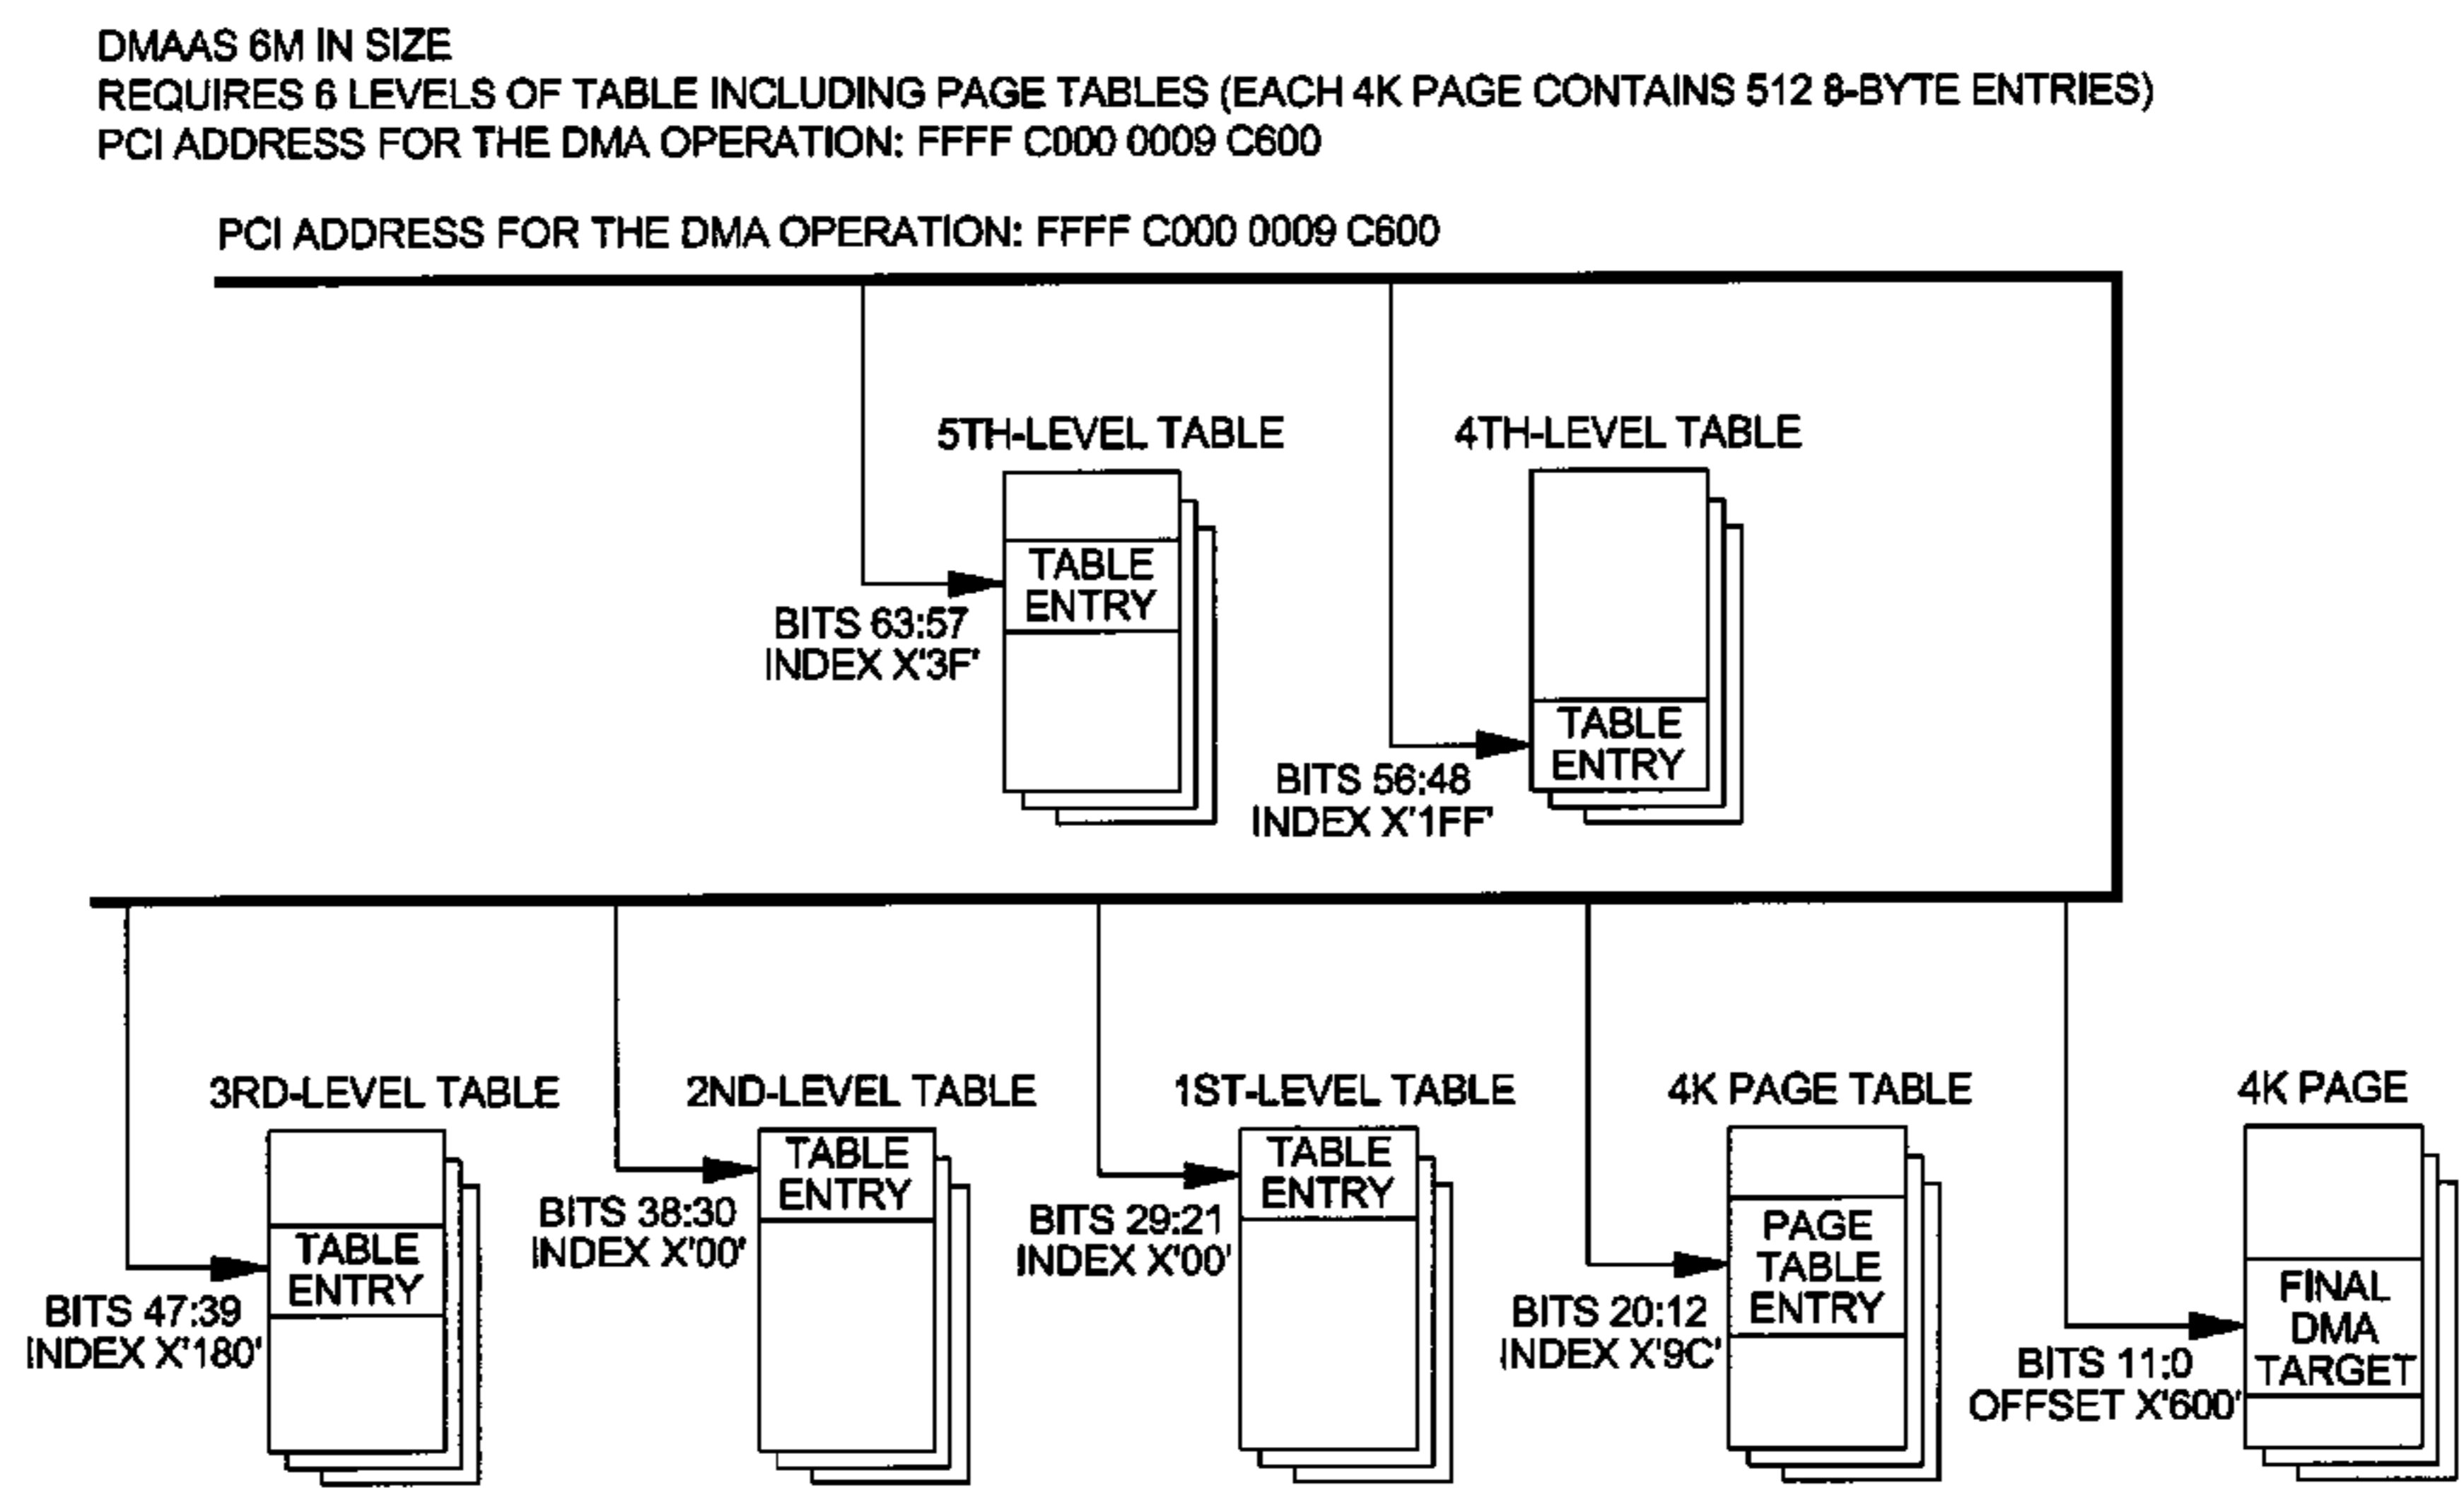 DMAAS 6M IN SIZE
REQUIRES 6 LEVELS OF TABLE INCLUDING PAGE TABLES (EACH 4K PAGE CONTAINS 512 8-BYTE ENTRIES)
PCI ADDRESS FOR THE DMA OPERATION: FFFF C000 0009 C600
PCI ADDRESS FOR THE DMA OPERATION: FFFF C000 0009 C600
5TH-LEVEL TABLE
TABLE
ENTRY
BITS 63:57
INDEX X'3F'
4TH-LEVEL TABLE
TABLE
ENTRY
BITS 56:48
INDEX X'1FF'
3RD-LEVEL TABLE
TABLE
ENTRY
BITS 47:39
INDEX X'180'
2ND-LEVEL TABLE
TABLE
ENTRY
BITS 38:30
INDEX X'00'
1ST-LEVEL TABLE
TABLE
ENTRY
BITS 29:21
INDEX X'00'
4K PAGE TABLE
PAGE
TABLE
ENTRY
BITS 20:12
INDEX X'9C'
4K PAGE
FINAL
DMA
TARGET
BITS 11:0
OFFSET X'600'